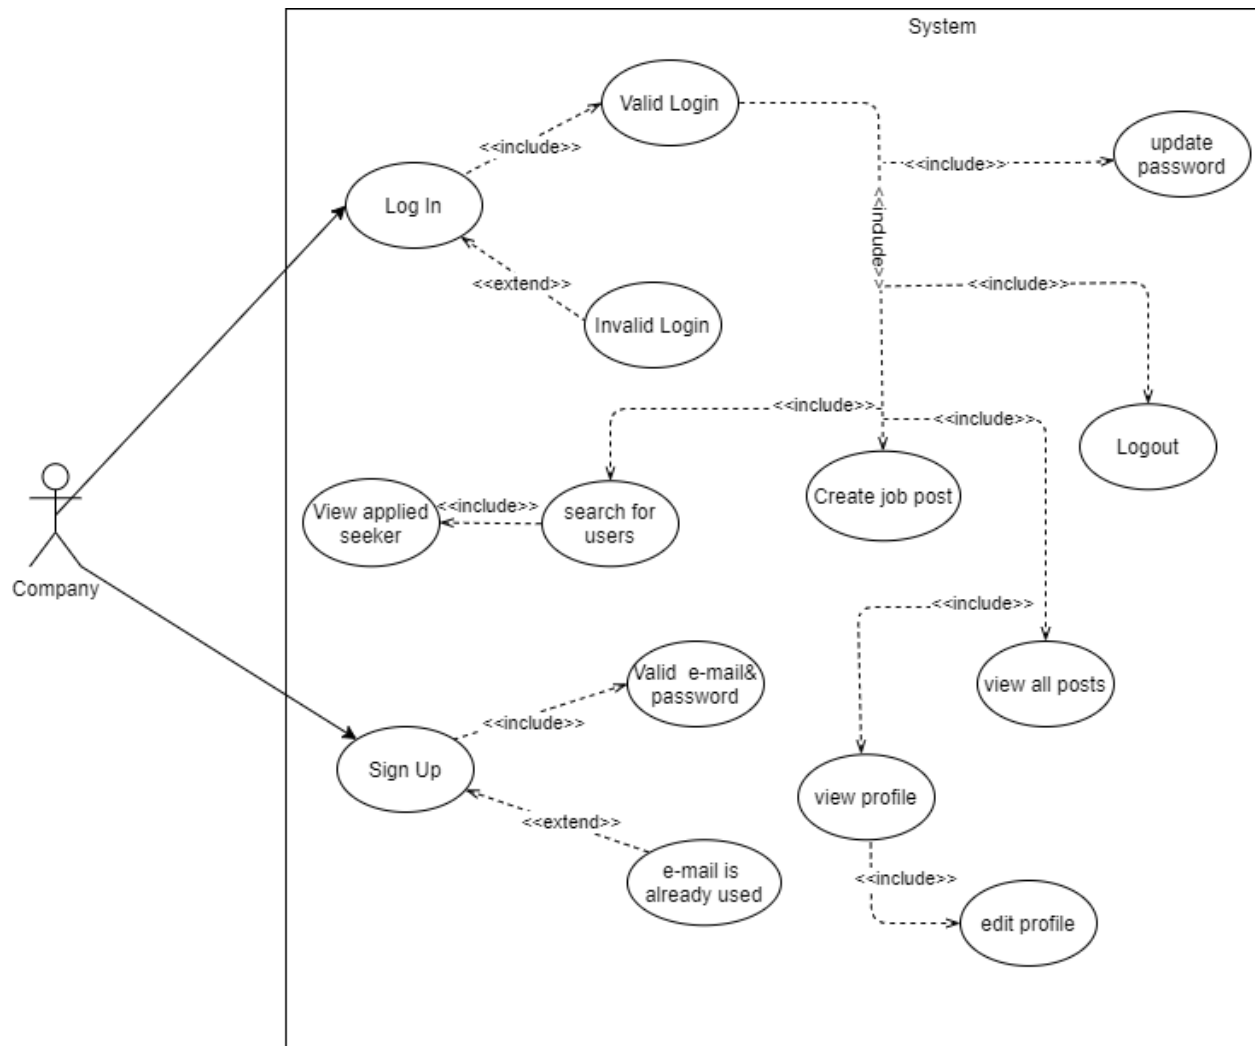 System
Valid Login
update
password
<<include>>
<<include>>
Log In
<<include>>
<<extend>>
<<include>>
Invalid Login
<<include>>
<<include>>
Logout
Create job post
View applied
seeker
<<include>>
search for
users
Company
<<include>>
Valid e-mail&
password
view all posts
<<include>>
Sign Up
view profile
<<extend>>
e-mail is
already used
<<include>>
edit profile